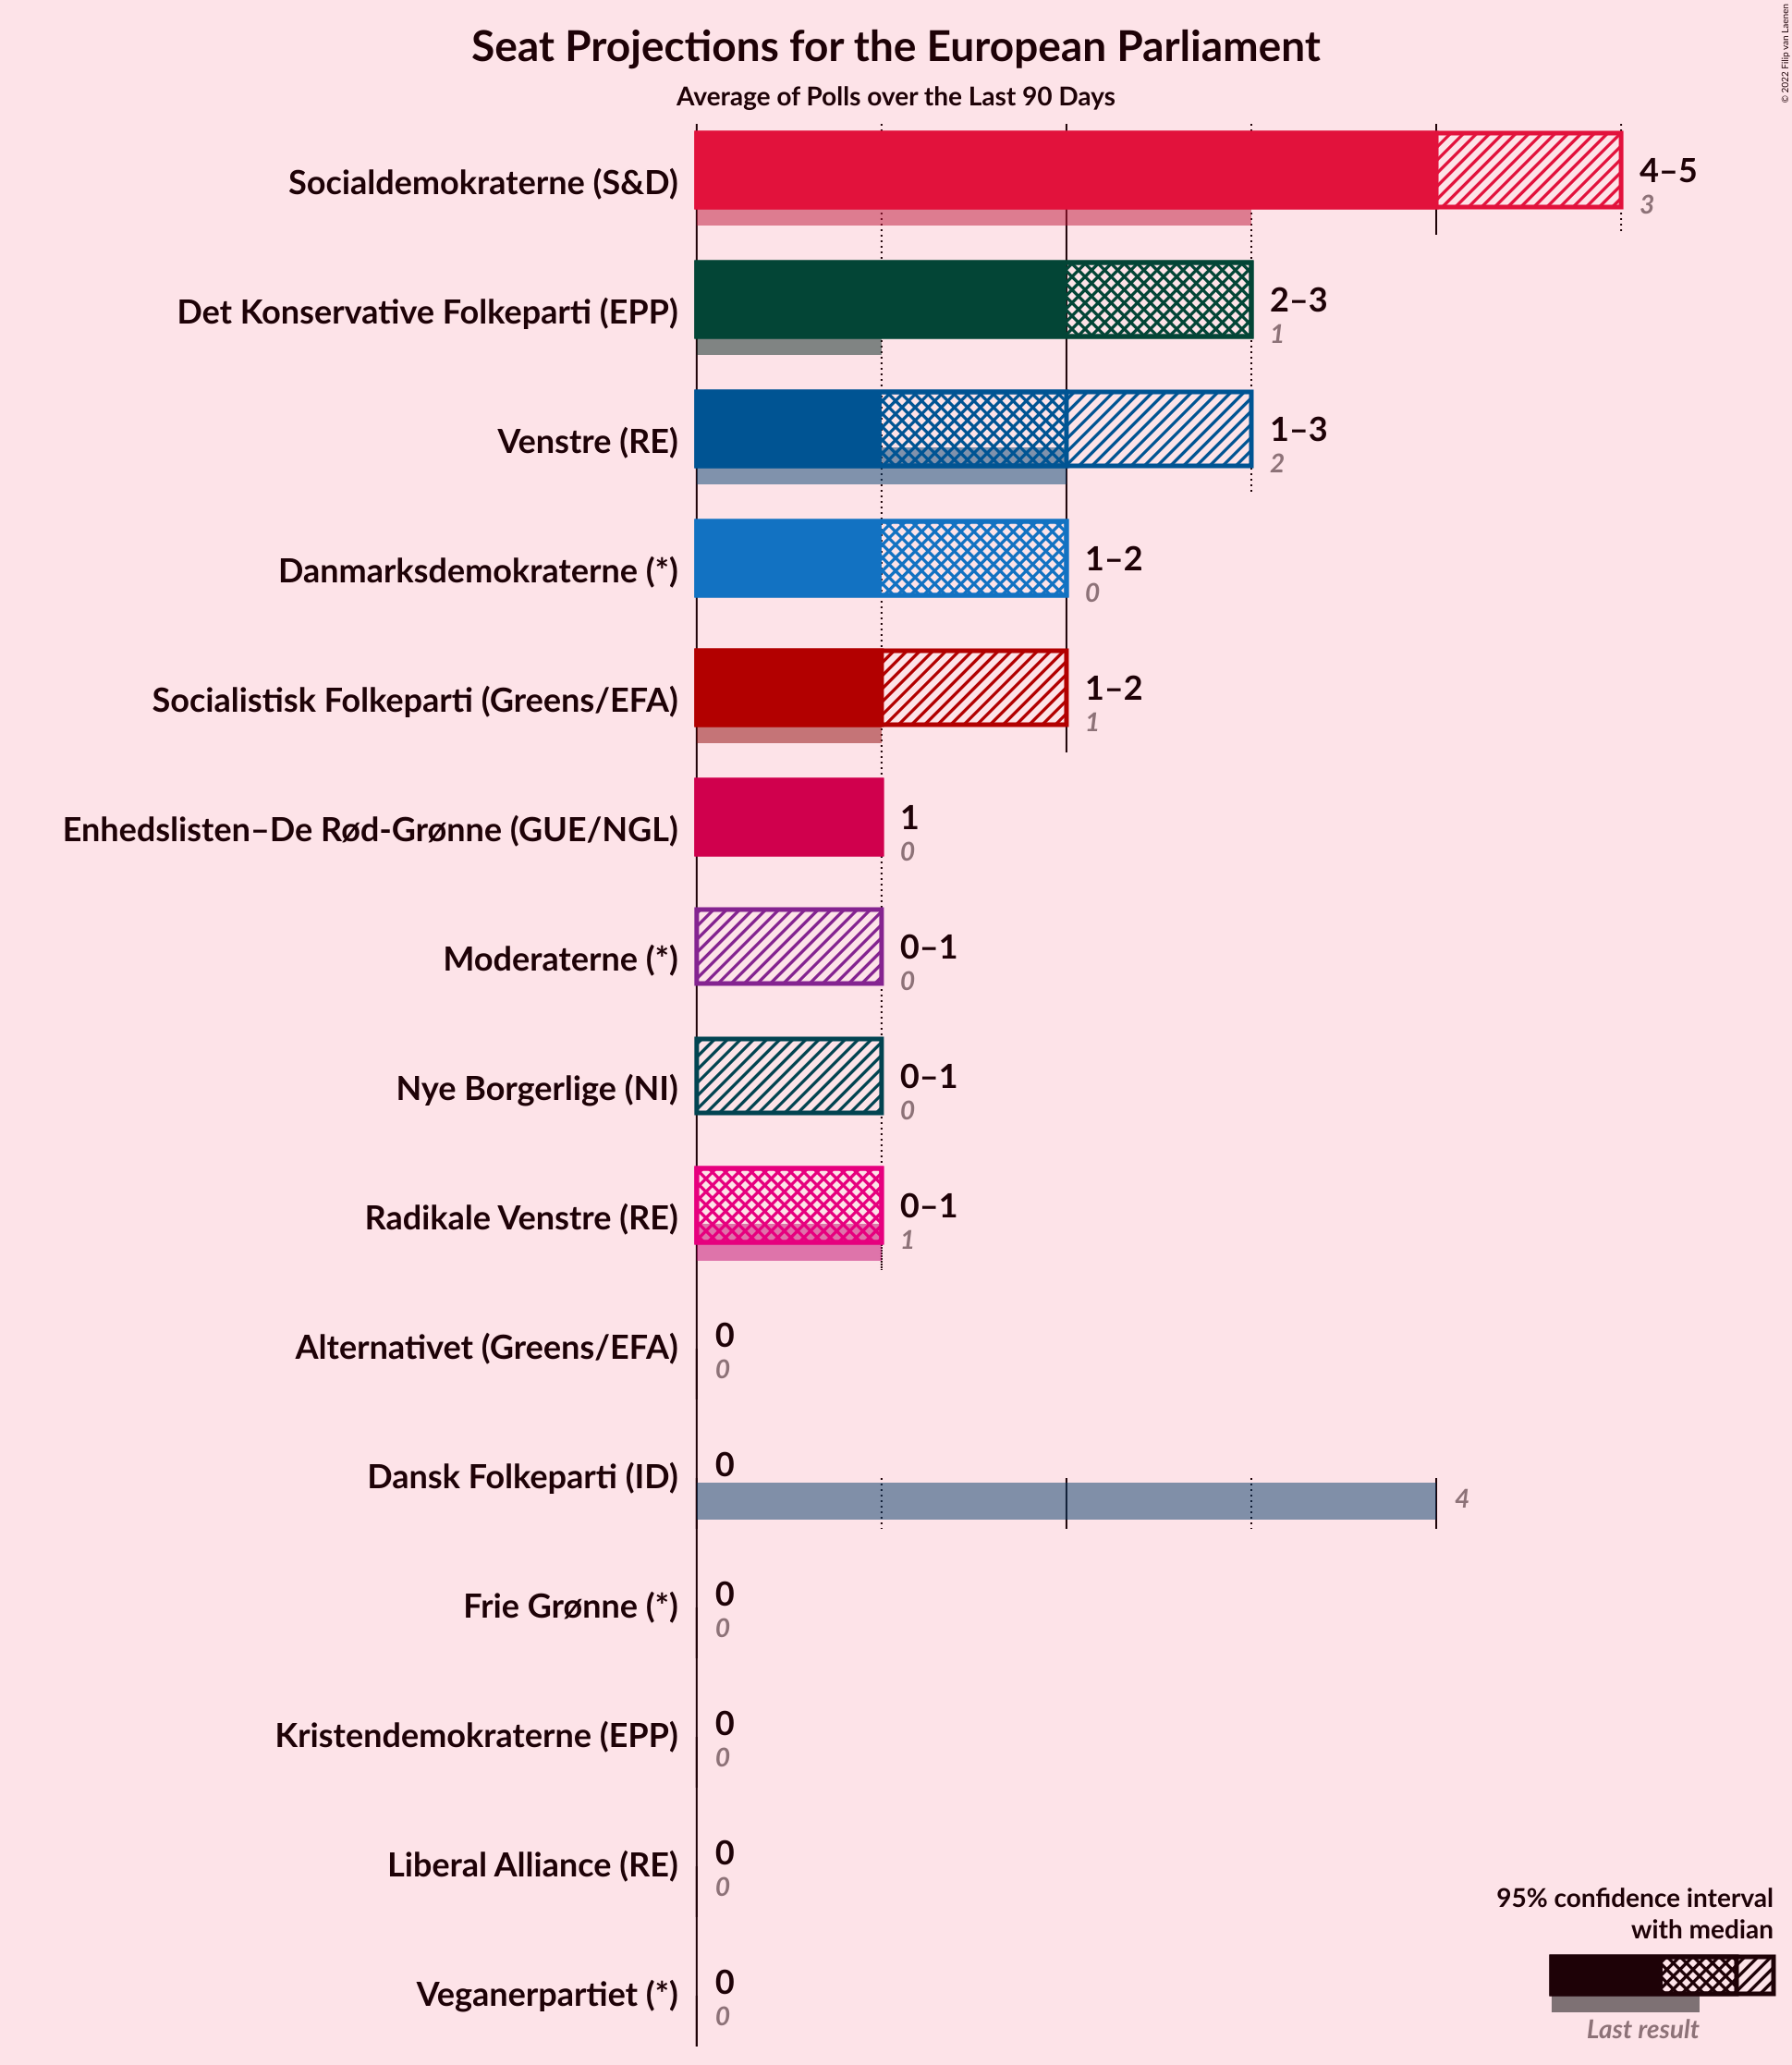 Seat Projections for the European Parliament
Average of Polls over the Last 90 Days
© 2022 Filip van Laenen
Socialdemokraterne (S&D)
4–5
3
Det Konservative Folkeparti (EPP)
2–3
1
Venstre (RE)
1–3
2
Danmarksdemokraterne (*)
1–2
0
Socialistisk Folkeparti (Greens/EFA)
1–2
1
Enhedslisten–De Rød-Grønne (GUE/NGL)
1
0
Moderaterne (*)
0–1
0
Nye Borgerlige (NI)
0–1
0
Radikale Venstre (RE)
0–1
1
Alternativet (Greens/EFA)
0
0
Dansk Folkeparti (ID)
0
4
Frie Grønne (*)
0
0
Kristendemokraterne (EPP)
0
0
Liberal Alliance (RE)
0
0
Veganerpartiet (*)
0
0
95% confidence interval
with median
Last result